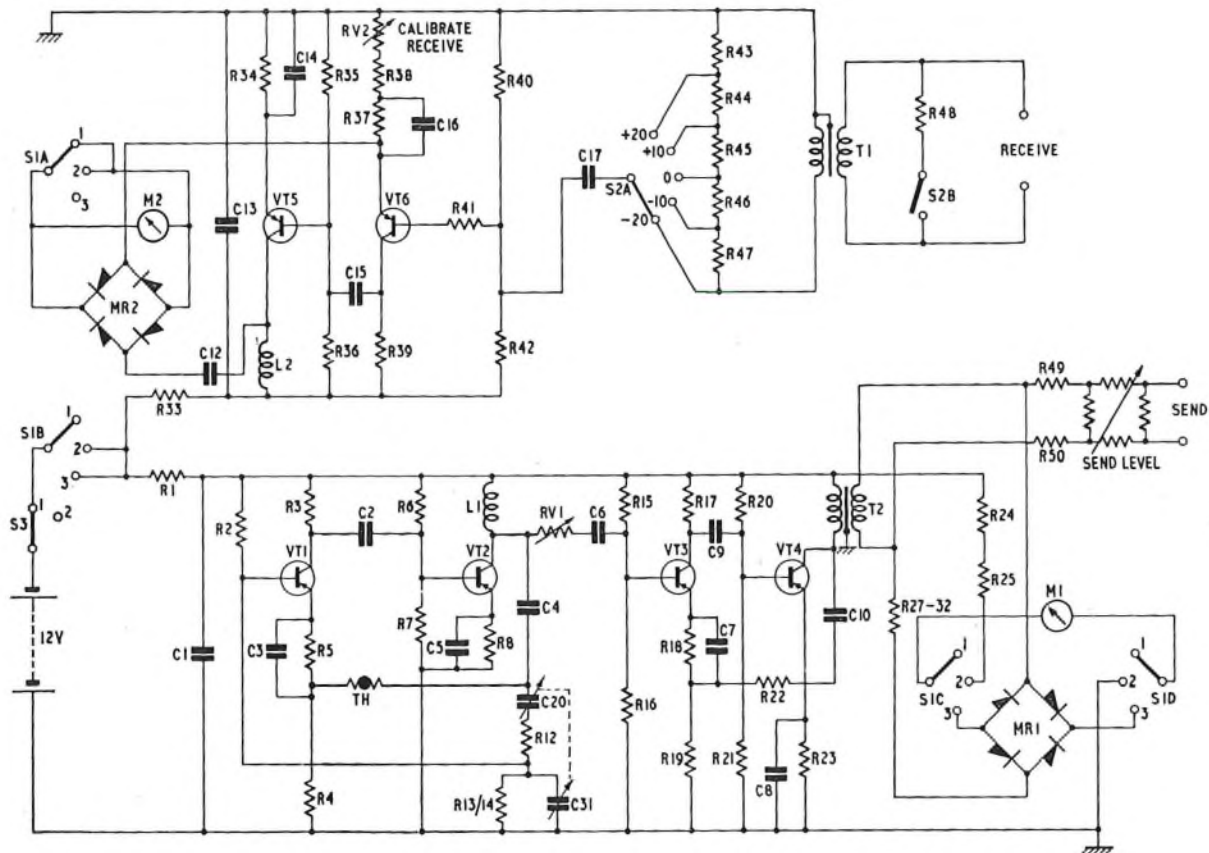 RV2
CALIBRATE
RECEIVE
C14
R34
R35
R38
R37
C16
R40
R43
R44
R45
R46
R47
+20
+10
0
-10
-20
S2A
C17
T1
R48
S2B
RECEIVE
S1A
1
2
3
M2
MR2
C13
VT5
VT6
R41
C15
R36
R39
R42
C12
L2
R33
S1B
1
2
3
R1
S3
1
2
12V
C1
R2
R3
C2
R6
L1
RV1
C6
R15
R17
C9
R20
T2
R49
R50
SEND
SEND LEVEL
R24
R25
VT1
VT2
VT3
VT4
C3
R5
R7
C5
R8
C4
TH
C20
R12
R4
R13/14
C31
R16
R18
C7
R22
C10
R19
R21
C8
R23
R27-32
M1
S1C
1
2
3
S1D
1
2
3
MR1